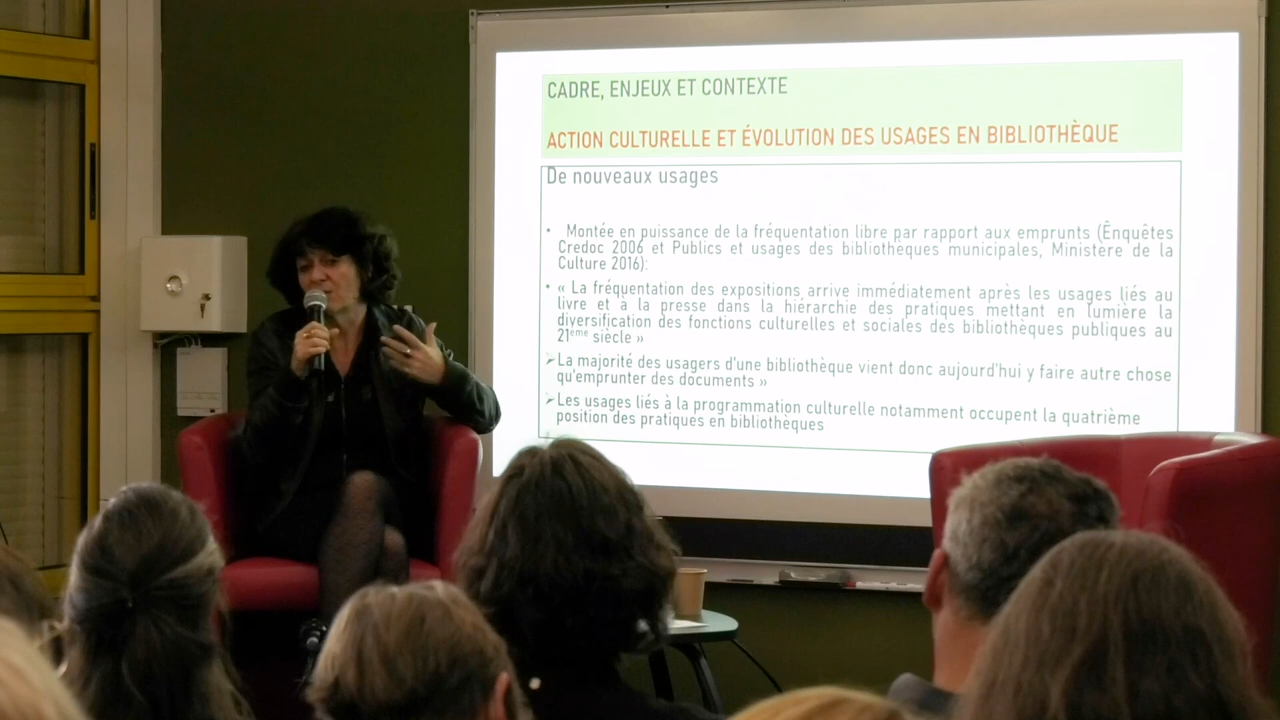 CADRE, ENJEUX ET CONTEXTE
ACTION CULTURELLE ET ÉVOLUTION DES USAGES EN BIBLIOTHÈQUE
De nouveaux usages
• Montée en puissance de la fréquentation libre par rapport aux emprunts (Ênquêtes
Credoc 2006 et Publics et usages des bibliothèques municipales, Ministère de la
Culture 2016):
• « La fréquentation des expositions arrive immédiatement après les usages liés au
livre et à la presse dans la hiérarchie des pratiques mettant en lumière la
diversification des fonctions culturelles et sociales des bibliothèques publiques au
21ème siècle »
➢La majorité des usagers d'une bibliothèque vient donc aujourd'hui y faire autre chose
qu'emprunter des documents »
➢Les usages liés à la programmation culturelle notamment occupent la quatrième
position des pratiques en bibliothèques